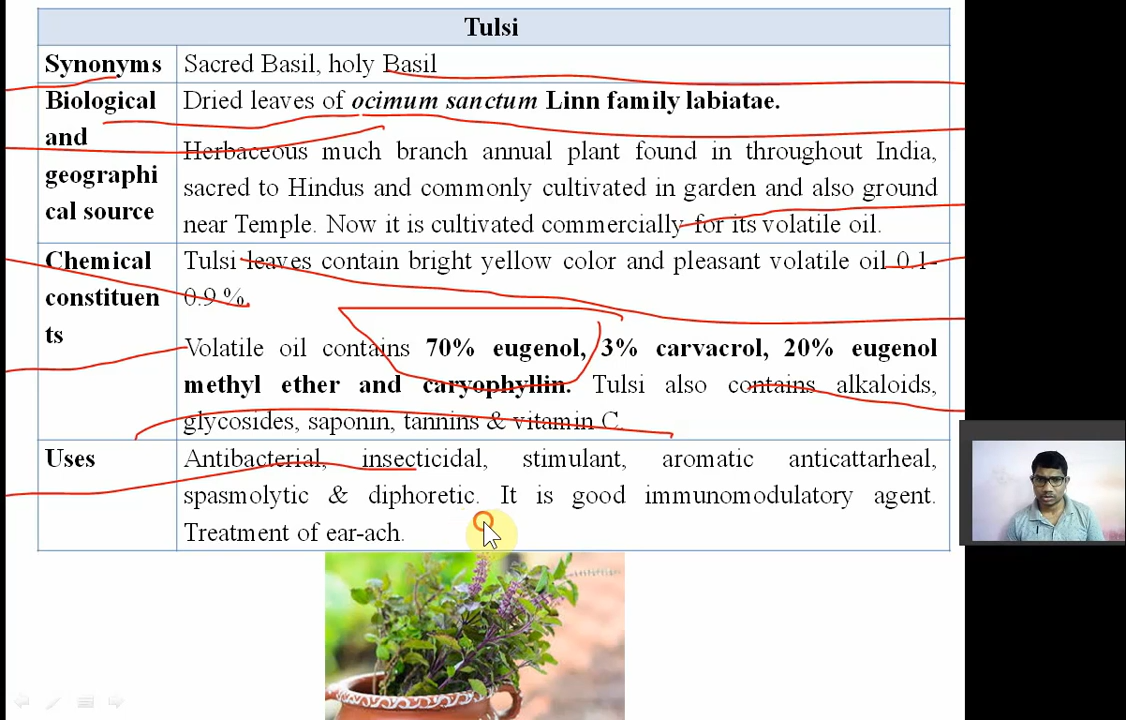 Tulsi
Synonyms Sacred Basil, holy Basil
Biological and geographi cal source
Dried leaves of ocimum sanctum Linn family labiatae.
Herbaceous much branch annual plant found in throughout India,
sacred to Hindus and commonly cultivated in garden and also ground
near Temple. Now it is cultivated commercially for its volatile oil.
Chemical constituen ts
Tulsi leaves contain bright yellow color and pleasant volatile oil 0.1-
0.9 %.
Volatile oil contains 70% eugenol, 3% carvacrol, 20% eugenol
methyl ether and caryophyllin. Tulsi also contains alkaloids,
glycosides, saponin, tannins & vitamin C.
Uses
Antibacterial, insecticidal, stimulant, aromatic anticattarheal,
spasmolytic & diphoretic. It is good immunomodulatory agent.
Treatment of ear-ach.